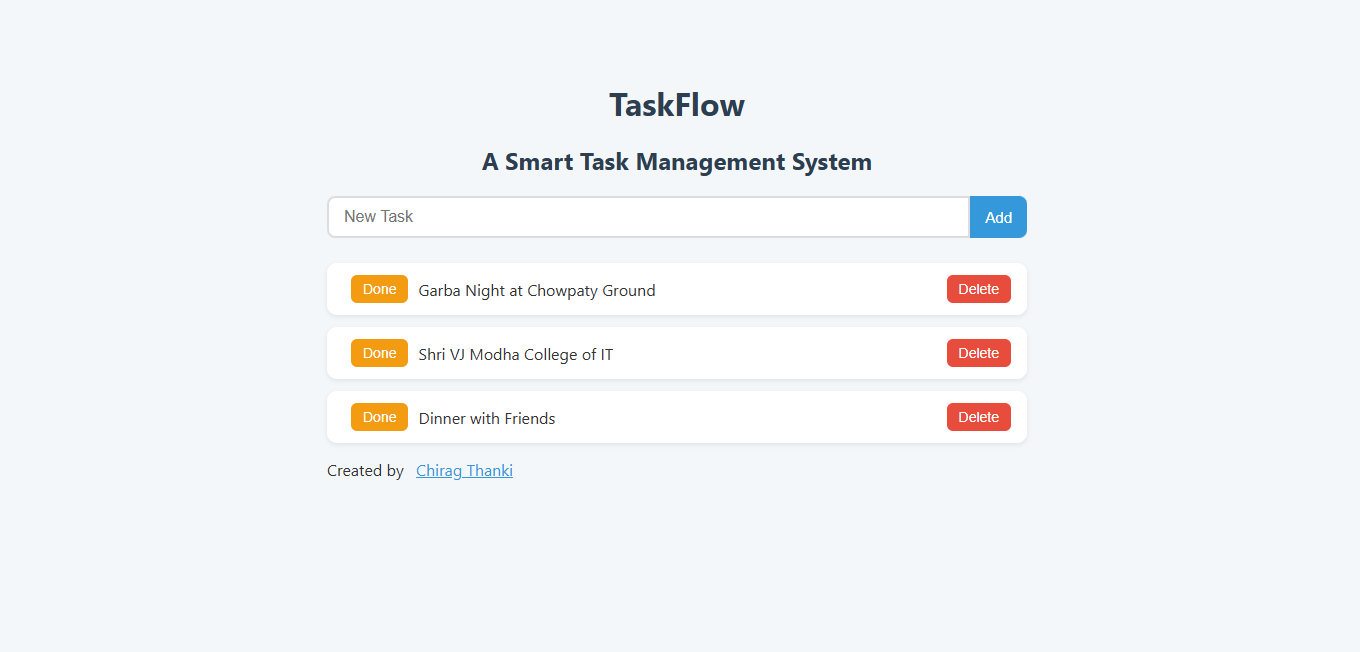 TaskFlow
A Smart Task Management System
New Task Add
Done Garba Night at Chowpaty Ground Delete
Done Shri VJ Modha College of IT Delete
Done Dinner with Friends Delete
Created by Chirag Thanki